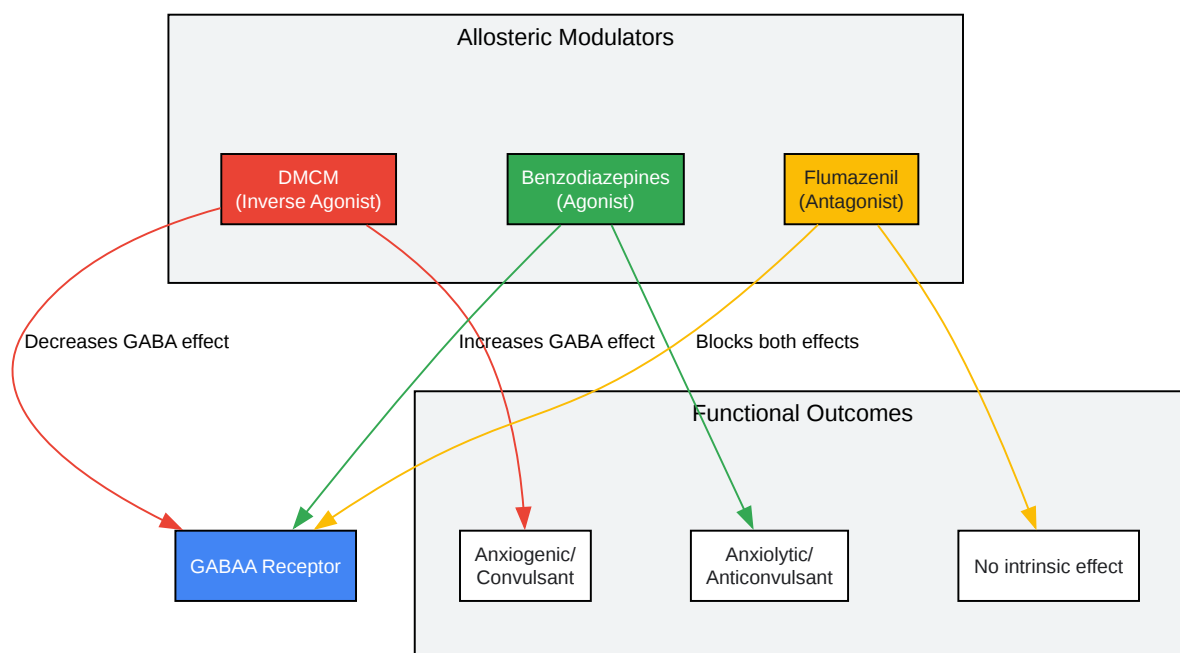 Allosteric Modulators
DMCM
(Inverse Agonist)
Benzodiazepines
(Agonist)
Flumazenil
(Antagonist)
Decreases GABA effect
Increases GABA effect
Blocks both effects
Functional Outcomes
GABAA Receptor
Anxiogenic/
Convulsant
Anxiolytic/
Anticonvulsant
No intrinsic effect